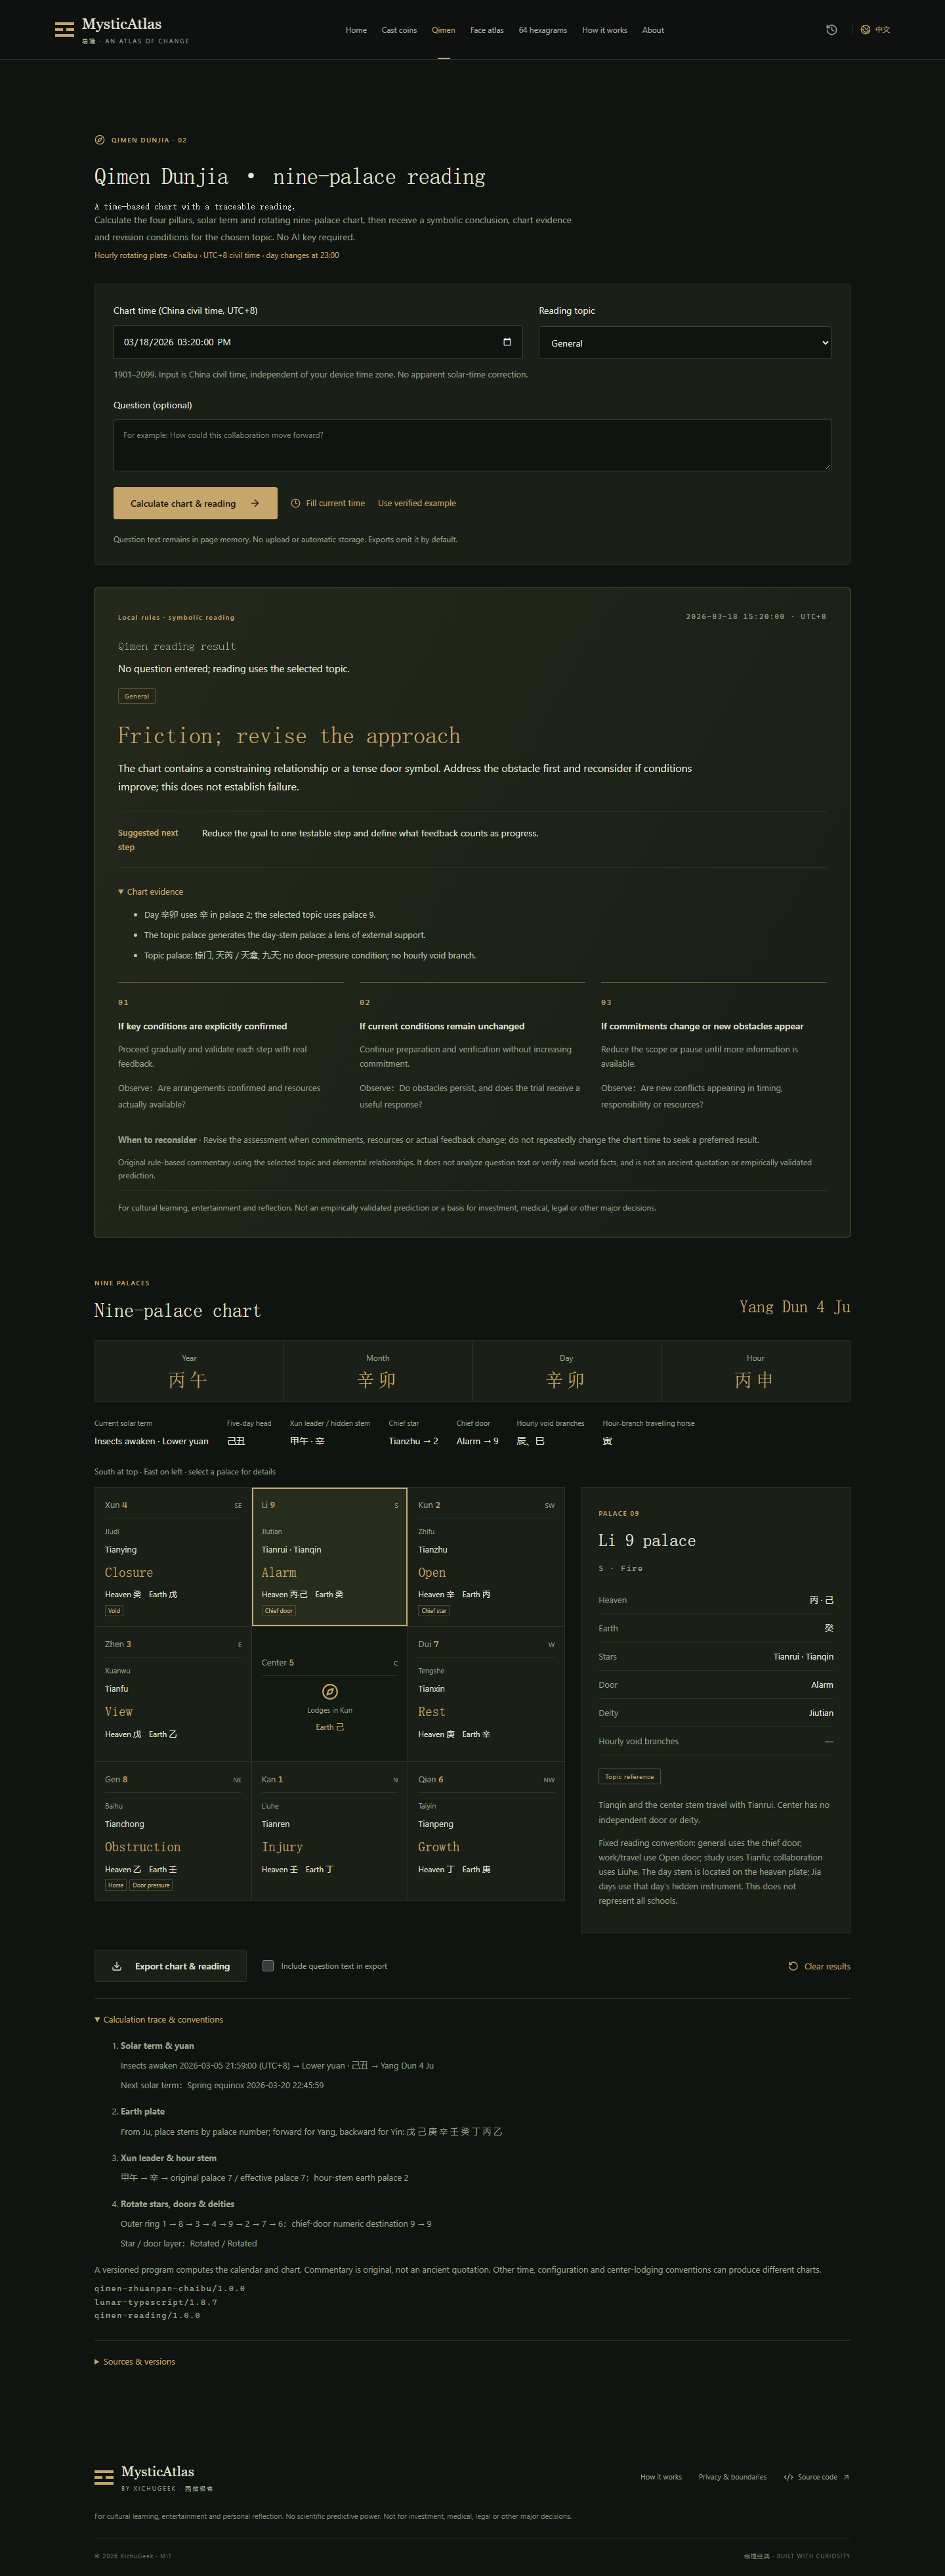 MysticAtlas
AN ATLAS OF CHANGE
Home
Cast coins
Qimen
Face atlas
64 hexagrams
How it works
About
中文
QIMEN DUNJIA · 02
Qimen Dunjia • nine-palace reading
A time-based chart with a traceable reading.
Calculate the four pillars, solar term and rotating nine-palace chart, then receive a symbolic conclusion, chart evidence
and revision conditions for the chosen topic. No AI key required.
Hourly rotating plate · Chaibu · UTC+8 civil time · day changes at 23:00
Chart time (China civil time, UTC+8)
Reading topic
03/18/2026 03:20:00 PM
General
1901–2099. Input is China civil time, independent of your device time zone. No apparent solar-time correction.
Question (optional)
For example: How could this collaboration move forward?
Calculate chart & reading
Fill current time
Use verified example
Question text remains in page memory. No upload or automatic storage. Exports omit it by default.
Local rules · symbolic reading
2026-03-18 15:20:00 · UTC+8
Qimen reading result
No question entered; reading uses the selected topic.
General
Friction; revise the approach
The chart contains a constraining relationship or a tense door symbol. Address the obstacle first and reconsider if conditions
improve; this does not establish failure.
Suggested next
step
Reduce the goal to one testable step and define what feedback counts as progress.
▼ Chart evidence
• Day 辛卯 uses 辛 in palace 2; the selected topic uses palace 9.
• The topic palace generates the day-stem palace: a lens of external support.
• Topic palace: 惊门, 天芮 / 天禽, 九天; no door-pressure condition; no hourly void branch.
01
If key conditions are explicitly confirmed
Proceed gradually and validate each step with real
feedback.
Observe: Are arrangements confirmed and resources
actually available?
02
If current conditions remain unchanged
Continue preparation and verification without increasing
commitment.
Observe: Do obstacles persist, and does the trial receive a
useful response?
03
If commitments change or new obstacles appear
Reduce the scope or pause until more information is
available.
Observe: Are new conflicts appearing in timing,
responsibility or resources?
When to reconsider · Revise the assessment when commitments, resources or actual feedback change; do not repeatedly change the chart time to seek a preferred result.
Original rule-based commentary using the selected topic and elemental relationships. It does not analyze question text or verify real-world facts, and is not an ancient quotation or empirically validated
prediction.
For cultural learning, entertainment and reflection. Not an empirically validated prediction or a basis for investment, medical, legal or other major decisions.
NINE PALACES
Nine-palace chart
Yang Dun 4 Ju
Year
丙午
Month
辛卯
Day
辛卯
Hour
丙申
Current solar term
Insects awaken · Lower yuan
Five-day head
己丑
Xun leader / hidden stem
甲午 · 辛
Chief star
Tianzhu → 2
Chief door
Alarm → 9
Hourly void branches
辰、巳
Hour-branch travelling horse
寅
South at top · East on left · select a palace for details
Xun 4
SE
Jiudi
Tianying
Closure
Heaven 癸 Earth 戊
Void
Li 9
S
Jiutian
Tianrui · Tianqin
Alarm
Heaven 丙·己 Earth 癸
Chief door
Kun 2
SW
Zhifu
Tianzhu
Open
Heaven 辛 Earth 丙
Chief star
Zhen 3
E
Xuanwu
Tianfu
View
Heaven 戊 Earth 乙
Center 5
C
Lodges in Kun
Earth 己
Dui 7
W
Tengshe
Tianxin
Rest
Heaven 庚 Earth 辛
Gen 8
NE
Baihu
Tianchong
Obstruction
Heaven 乙 Earth 壬
Horse
Door pressure
Kan 1
N
Liuhe
Tianren
Injury
Heaven 壬 Earth 丁
Qian 6
NW
Taiyin
Tianpeng
Growth
Heaven 丁 Earth 庚
PALACE 09
Li 9 palace
S · Fire
Heaven 丙 · 己
Earth 癸
Stars Tianrui · Tianqin
Door Alarm
Deity Jiutian
Hourly void branches —
Topic reference
Tianqin and the center stem travel with Tianrui. Center has no
independent door or deity.
Fixed reading convention: general uses the chief door;
work/travel use Open door; study uses Tianfu; collaboration
uses Liuhe. The day stem is located on the heaven plate; Jia
days use that day's hidden instrument. This does not
represent all schools.
Export chart & reading
Include question text in export
Clear results
▼ Calculation trace & conventions
1. Solar term & yuan
Insects awaken 2026-03-05 21:59:00 (UTC+8) → Lower yuan · 己丑 → Yang Dun 4 Ju
Next solar term: Spring equinox 2026-03-20 22:45:59
2. Earth plate
From Ju, place stems by palace number; forward for Yang, backward for Yin: 戊 己 庚 辛 壬 癸 丁 丙 乙
3. Xun leader & hour stem
甲午 → 辛 → original palace 7 / effective palace 7; hour-stem earth palace 2
4. Rotate stars, doors & deities
Outer ring 1 → 8 → 3 → 4 → 9 → 2 → 7 → 6; chief-door numeric destination 9 → 9
Star / door layer: Rotated / Rotated
A versioned program computes the calendar and chart. Commentary is original, not an ancient quotation. Other time, configuration and center-lodging conventions can produce different charts.
qimen-zhuanpan-chaibu/1.0.0
lunar-typescript/1.8.7
qimen-reading/1.0.0
▶ Sources & versions
MysticAtlas
BY XICHUGEEK ·
How it works
Privacy & boundaries
Source code
For cultural learning, entertainment and personal reflection. No scientific predictive power. Not for investment, medical, legal or other major decisions.
© 2026 XichuGeek · MIT
· BUILT WITH CURIOSITY